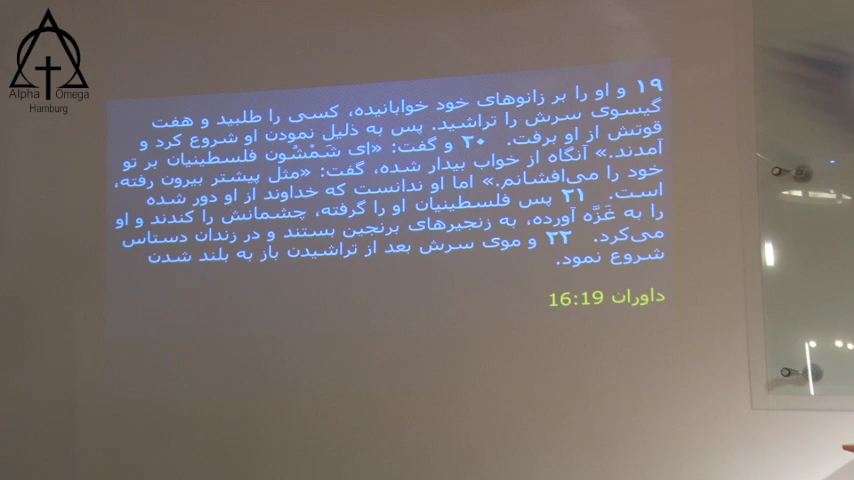 Alpha Omega
Hamburg
۱۹ و او را بر زانوهای خود خوابانیده، کسی را طلبید و هفت
گیسوی سرش را تراشید. پس به ذلیل نمودن او شروع کرد و
قوتش از او برفت. ۲۰ و گفت: «ای شَمْشُون فلسطینیان بر تو
آمدند.» آنگاه از خواب بیدار شده، گفت: «مثل پیشتر بیرون رفته،
خود را می‌افشانم.» اما او ندانست که خداوند از او دور شده
است. ۲۱ پس فلسطینیان او را گرفته، چشمانش را کندند و او
را به غَزَّه آورده، به زنجیرهای برنجین بستند و در زندان دستاس
می‌کرد. ۲۲ و موی سرش بعد از تراشیدن باز به بلند شدن
شروع نمود.
داوران 16:19